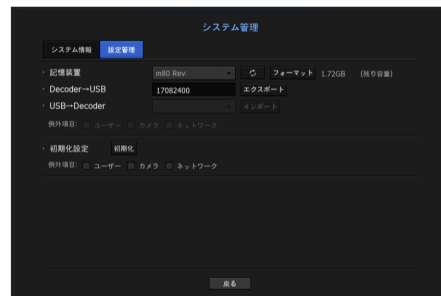 システム管理
システム情報 設定管理
記憶装置 m80 Rev: フォーマット 1.72GB (残り容量)
Decoder→USB 17082400 エクスポート
USB→Decoder インポート
例外項目: ユーザー カメラ ネットワーク
初期化設定 初期化
例外項目: ユーザー カメラ ネットワーク
戻る